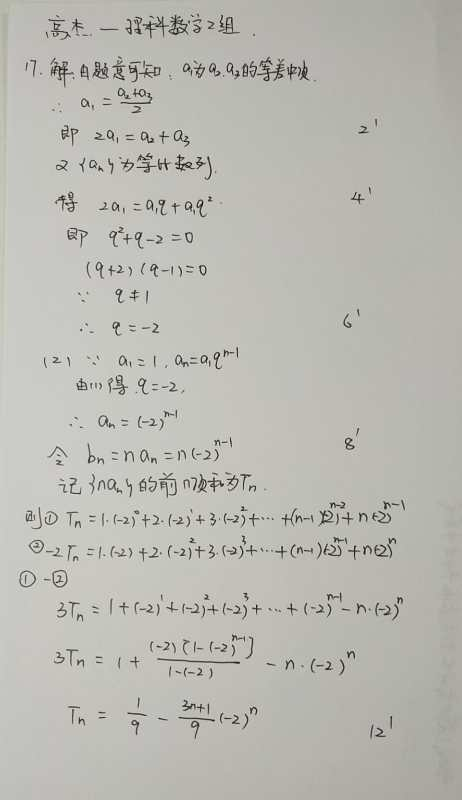 高杰一理科数学2组.
17. 解:由题意可知:a₁为a₂.a₃的等差中项.
∴ a₁=(a₂+a₃)/2
即 2a₁=a₂+a₃ 2'
又{aₙ}为等比数列.
得 2a₁=a₁q+a₁q². 4'
即 q²+q-2=0
(q+2)(q-1)=0
∵ q≠1
∴ q=-2 6'
(2) ∵ a₁=1, aₙ=a₁qⁿ⁻¹
由(1)得 q=-2,
∴ aₙ=(-2)ⁿ⁻¹
令 bₙ=naₙ=n(-2)ⁿ⁻¹ 8'
记{naₙ}的前n项和为Tₙ.
则① Tₙ=1·(-2)⁰+2·(-2)¹+3·(-2)²+···+(n-1)(-2)ⁿ⁻²+n(-2)ⁿ⁻¹
② -2Tₙ=1·(-2)+2·(-2)²+3·(-2)³+···+(n-1)(-2)ⁿ⁻¹+n(-2)ⁿ
①-②
3Tₙ=1+(-2)¹+(-2)²+(-2)³+···+(-2)ⁿ⁻¹-n·(-2)ⁿ
3Tₙ=1+(-2)[1-(-2)ⁿ⁻¹]/1-(-2)-n·(-2)ⁿ
Tₙ=1/9-(3n+1)/9(-2)ⁿ 12'